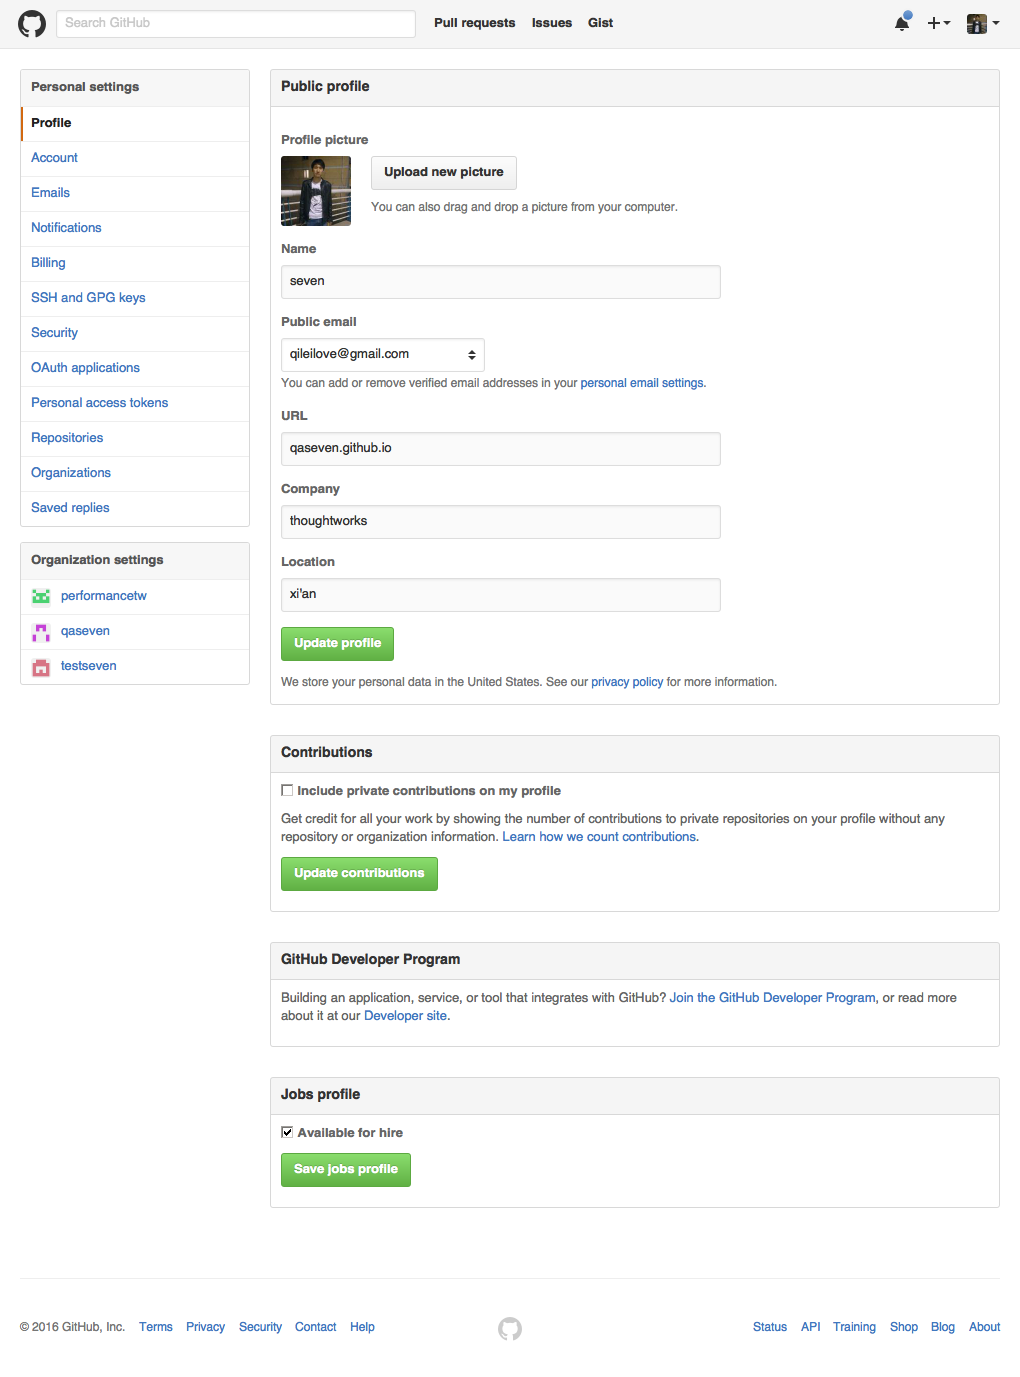 Search GitHub
Pull requests Issues Gist
Personal settings
Profile
Account
Emails
Notifications
Billing
SSH and GPG keys
Security
OAuth applications
Personal access tokens
Repositories
Organizations
Saved replies
Organization settings
performancetw
qaseven
testseven
Public profile
Profile picture
Upload new picture
You can also drag and drop a picture from your computer.
Name
seven
Public email
qileilove@gmail.com
You can add or remove verified email addresses in your personal email settings.
URL
qaseven.github.io
Company
thoughtworks
Location
xi'an
Update profile
We store your personal data in the United States. See our privacy policy for more information.
Contributions
Include private contributions on my profile
Get credit for all your work by showing the number of contributions to private repositories on your profile without any
repository or organization information. Learn how we count contributions.
Update contributions
GitHub Developer Program
Building an application, service, or tool that integrates with GitHub? Join the GitHub Developer Program, or read more
about it at our Developer site.
Jobs profile
Available for hire
Save jobs profile
© 2016 GitHub, Inc. Terms Privacy Security Contact Help
Status API Training Shop Blog About